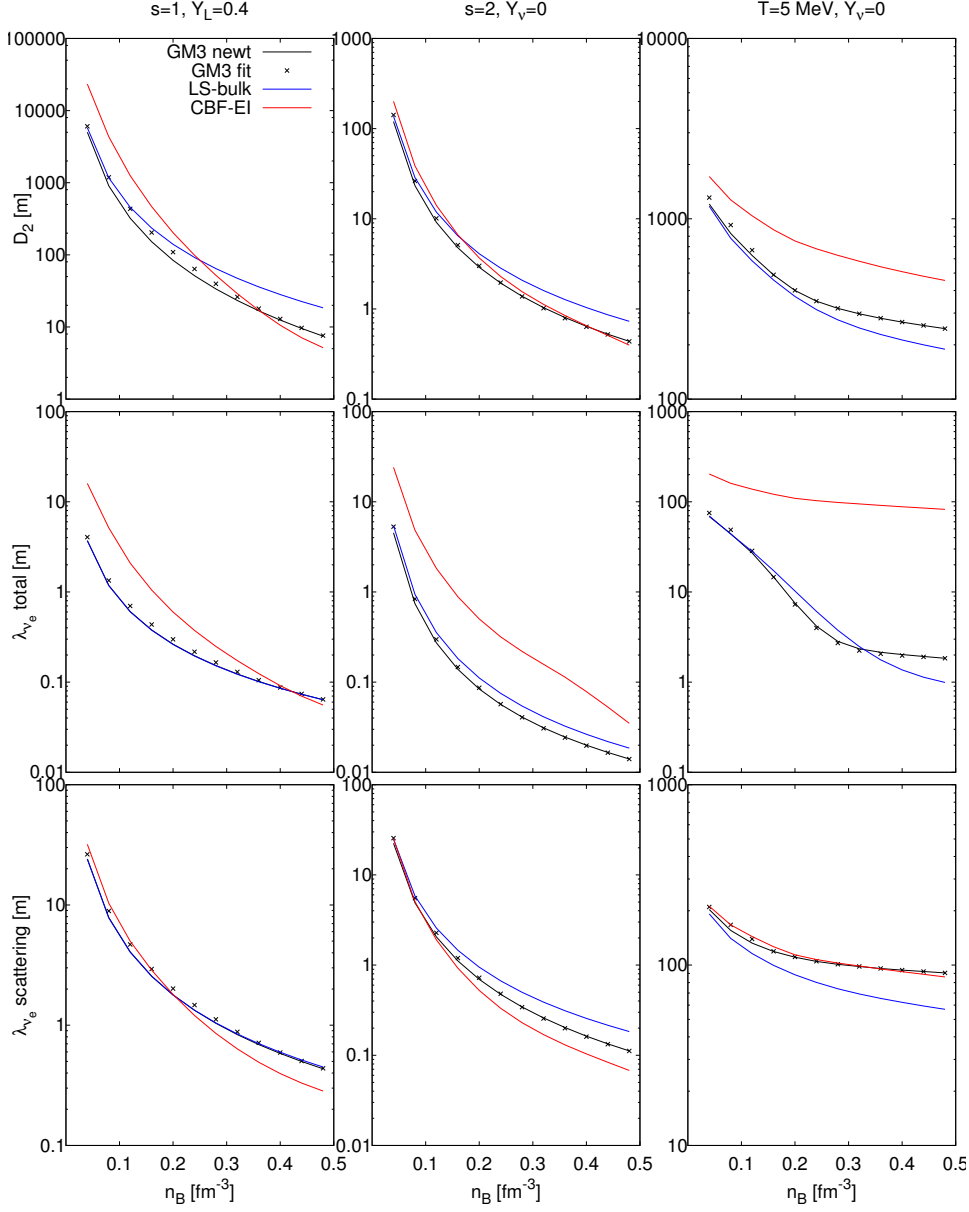 s=1, Y_L=0.4
s=2, Y_ν=0
T=5 MeV, Y_ν=0
D_2 [m]
100000
10000
1000
100
10
1
GM3 newt
GM3 fit
LS-bulk
CBF-EI
1000
100
10
1
0.1
10000
1000
100
λ_{ν_e} total [m]
100
10
1
0.1
0.01
100
10
1
0.1
0.01
1000
100
10
1
0.1
λ_{ν_e} scattering [m]
100
10
1
0.1
100
10
1
0.1
0.01
1000
100
10
0.1 0.2 0.3 0.4 0.5
0.1 0.2 0.3 0.4 0.5
0.1 0.2 0.3 0.4 0.5
n_B [fm^{-3}]
n_B [fm^{-3}]
n_B [fm^{-3}]